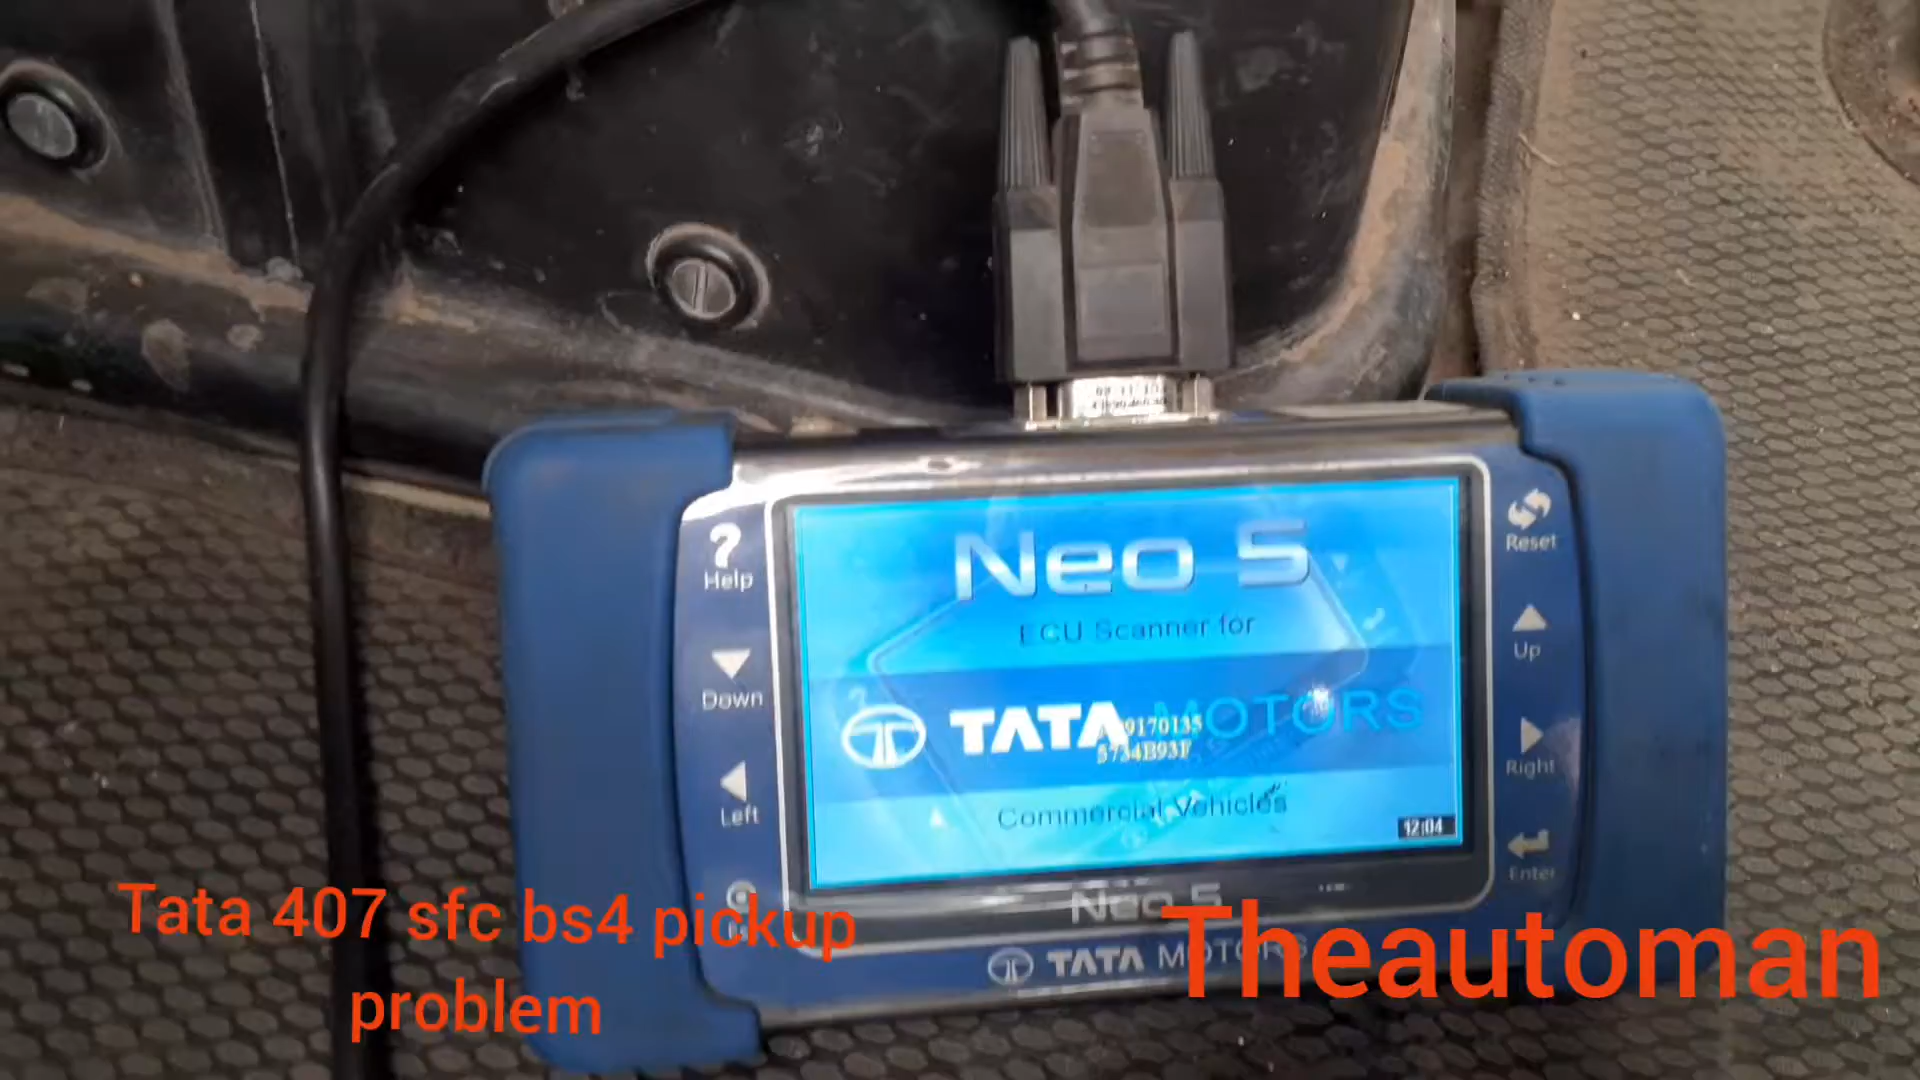 Help
Down
Left
Neo 5
ECU Scanner for
TATA MOTORS
5734B93F
Commercial Vehicles
12:04
Reset
Up
Right
Enter
Neo 5
TATA MOTORS
Tata 407 sfc bs4 pickup
problem
Theautoman